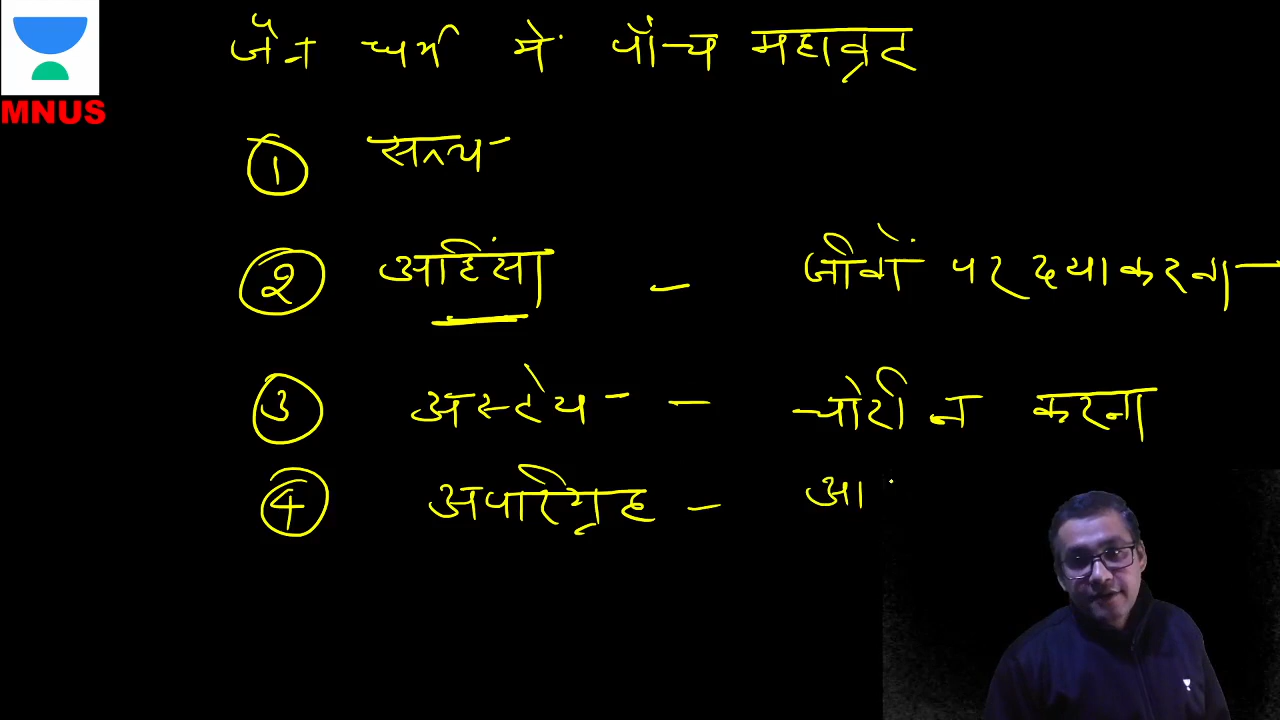 MNUS
जैन धर्म में पाँच महाव्रत
① सत्य
② अहिंसा - जीवों पर दया करना
③ अस्तेय - चोरी न करना
④ अपरिग्रह - आ